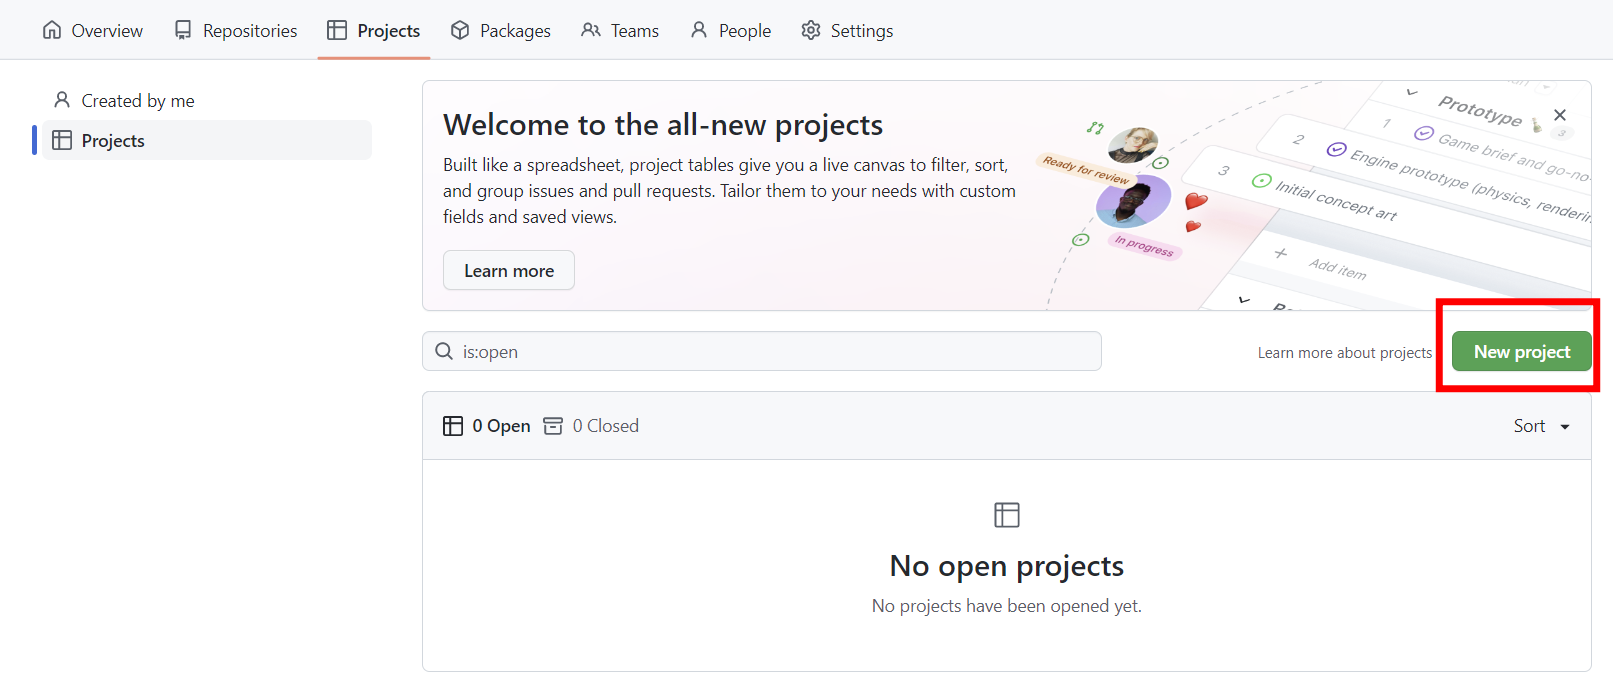 Overview Repositories Projects Packages Teams People Settings
Created by me
Projects
Welcome to the all-new projects
Built like a spreadsheet, project tables give you a live canvas to filter, sort,
and group issues and pull requests. Tailor them to your needs with custom
fields and saved views.
Learn more
Ready for review
In progress
Prototype 3
1 Game brief and go-no-
2 Engine prototype (physics, renderin
3 Initial concept art
Add item
is:open
Learn more about projects
New project
0 Open 0 Closed
Sort
No open projects
No projects have been opened yet.